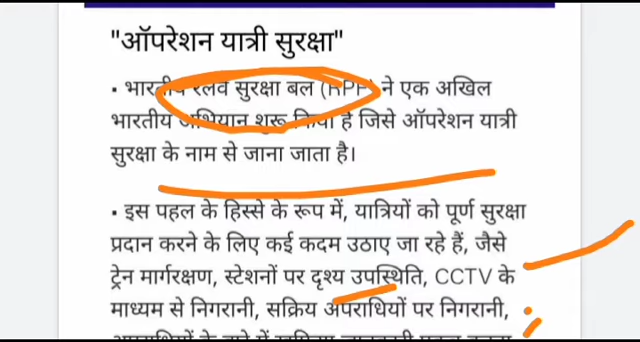 "ऑपरेशन यात्री सुरक्षा"
• भारतीय रेलवे सुरक्षा बल (RPF) ने एक अखिल
भारतीय अभियान शुरू किया है जिसे ऑपरेशन यात्री
सुरक्षा के नाम से जाना जाता है।
• इस पहल के हिस्से के रूप में, यात्रियों को पूर्ण सुरक्षा
प्रदान करने के लिए कई कदम उठाए जा रहे हैं, जैसे
ट्रेन मार्गरक्षण, स्टेशनों पर दृश्य उपस्थिति, CCTV के
माध्यम से निगरानी, सक्रिय अपराधियों पर निगरानी,